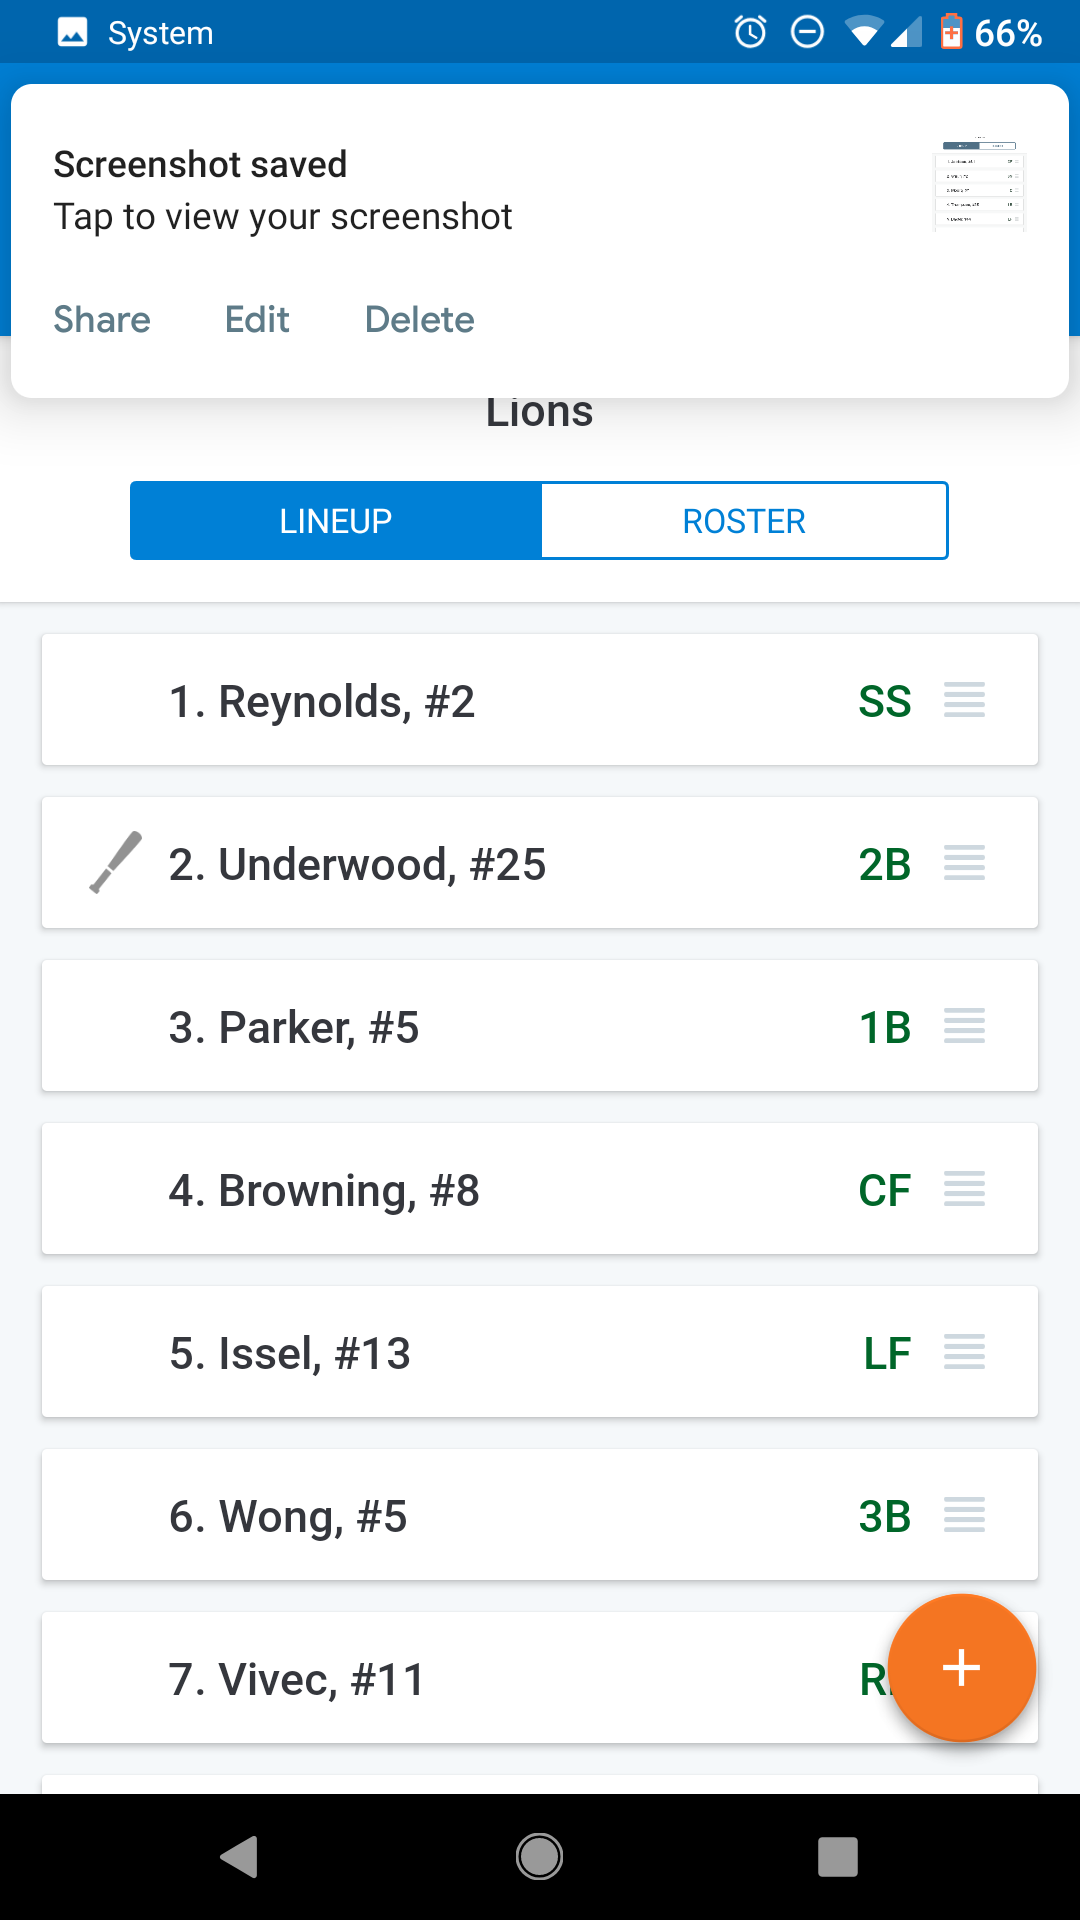 System 66%
Screenshot saved
Tap to view your screenshot
Share Edit Delete
Lions
LINEUP ROSTER
1. Reynolds, #2 SS
2. Underwood, #25 2B
3. Parker, #5 1B
4. Browning, #8 CF
5. Issel, #13 LF
6. Wong, #5 3B
7. Vivec, #11